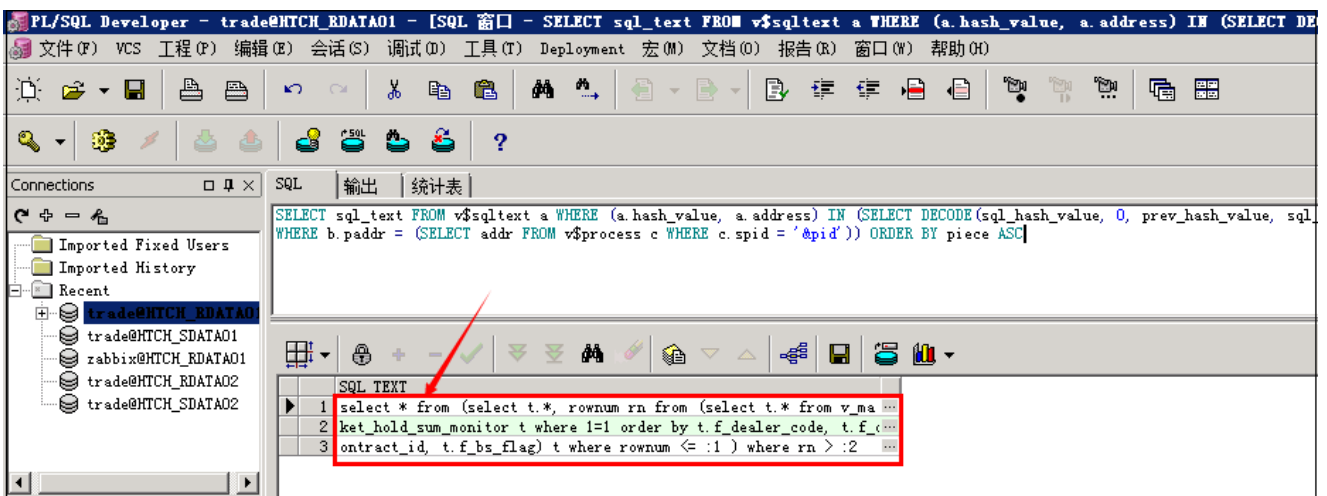 PL/SQL Developer - trade@HTCH_RDATA01 - [SQL 窗口 - SELECT sql_text FROM v$sqltext a WHERE (a.hash_value, a.address) IN (SELECT DE
文件(F) VCS 工程(P) 编辑(E) 会话(S) 调试(D) 工具(T) Deployment 宏(M) 文档(O) 报告(R) 窗口(W) 帮助(H)
Connections
SQL 输出 统计表
SELECT sql_text FROM v$sqltext a WHERE (a.hash_value, a.address) IN (SELECT DECODE(sql_hash_value, 0, prev_hash_value, sql_
WHERE b.paddr = (SELECT addr FROM v$process c WHERE c.spid = '&pid')) ORDER BY piece ASC
Imported Fixed Users
Imported History
Recent
trade@HTCH_RDATA01
trade@HTCH_SDATA01
zabbix@HTCH_RDATA01
trade@HTCH_RDATA02
trade@HTCH_SDATA02
SQL_TEXT
1 select * from (select t.*, rownum rn from (select t.* from v_ma ...
2 ket_hold_sum_monitor t where 1=1 order by t.f_dealer_code, t.f_c ...
3 ontract_id, t.f_bs_flag) t where rownum <= :1 ) where rn > :2 ...